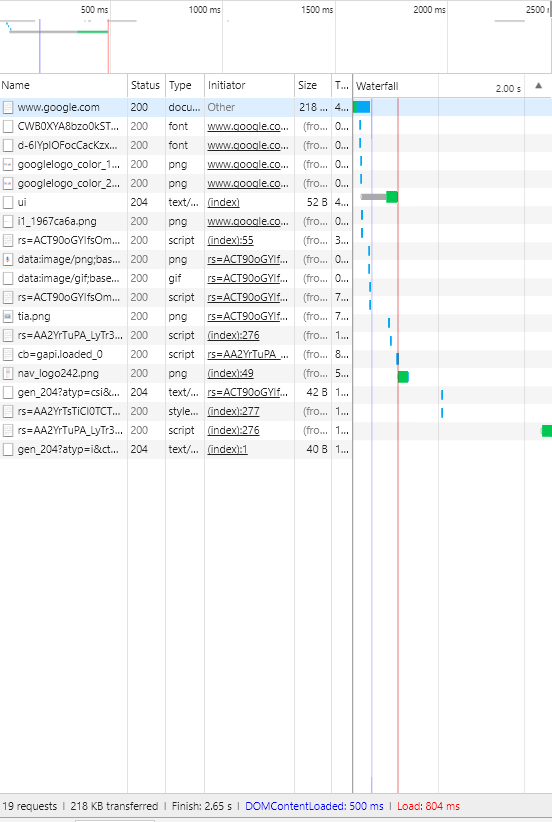 500 ms 1000 ms 1500 ms 2000 ms 2500
Name Status Type Initiator Size T... Waterfall 2.00 s ▲
www.google.com 200 docu... Other 218 ... 4...
CWB0XYA8bzo0kST... 200 font www.google.co... (fro... 0...
d-6IYplOFocCacKzx... 200 font www.google.co... (fro... 0...
googlelogo_color_1... 200 png www.google.co... (fro... 0...
googlelogo_color_2... 200 png www.google.co... (fro... 0...
ui 204 text/... (index) 52 B 4...
i1_1967ca6a.png 200 png www.google.co... (fro... 0...
rs=ACT90oGYlfsOm... 200 script (index):55 (fro... 3...
data:image/png;bas... 200 png rs=ACT90oGYlf... (fro... 0...
data:image/gif;base... 200 gif rs=ACT90oGYlf... (fro... 0...
rs=ACT90oGYlfsOm... 200 script rs=ACT90oGYlf... (fro... 7...
tia.png 200 png rs=ACT90oGYlf... (fro... 7...
rs=AA2YrTuPA_LyTr3... 200 script (index):276 (fro... 1...
cb=gapi.loaded_0 200 script rs=AA2YrTuPA_... (fro... 8...
nav_logo242.png 200 png (index):49 (fro... 5...
gen_204?atyp=csi&... 204 text/... rs=ACT90oGYlf... 42 B 1...
rs=AA2YrTsTiCl0TCT... 200 style... (index):277 (fro... 1...
rs=AA2YrTuPA_LyTr3... 200 script (index):276 (fro... 1...
gen_204?atyp=i&ct... 204 text/... (index):1 40 B 1...
19 requests | 218 KB transferred | Finish: 2.65 s | DOMContentLoaded: 500 ms | Load: 804 ms